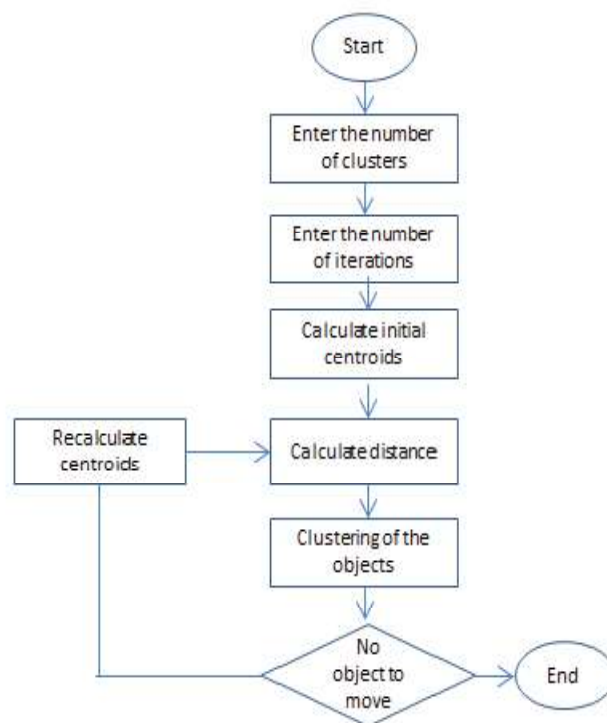 Start
Enter the number
of clusters
Enter the number
of iterations
Calculate initial
centroids
Recalculate
centroids
Calculate distance
Clustering of the
objects
No
object to
move
End